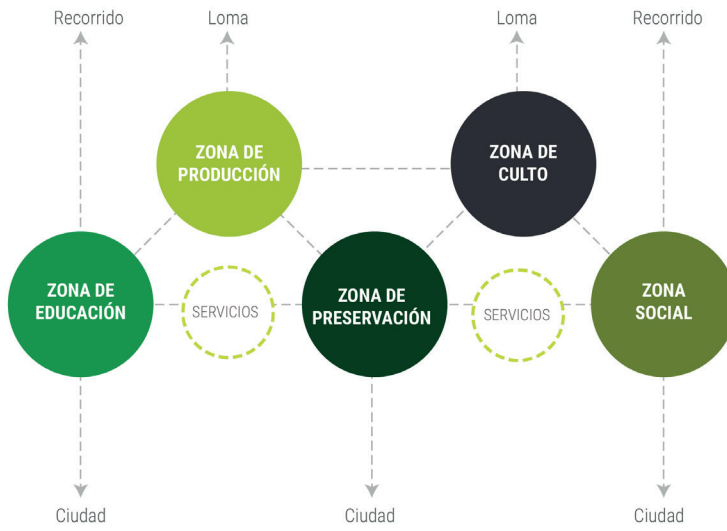 Recorrido
Loma
Loma
Recorrido
ZONA DE
PRODUCCIÓN
ZONA DE
CULTO
ZONA DE
EDUCACIÓN
SERVICIOS
ZONA DE
PRESERVACIÓN
SERVICIOS
ZONA
SOCIAL
Ciudad
Ciudad
Ciudad